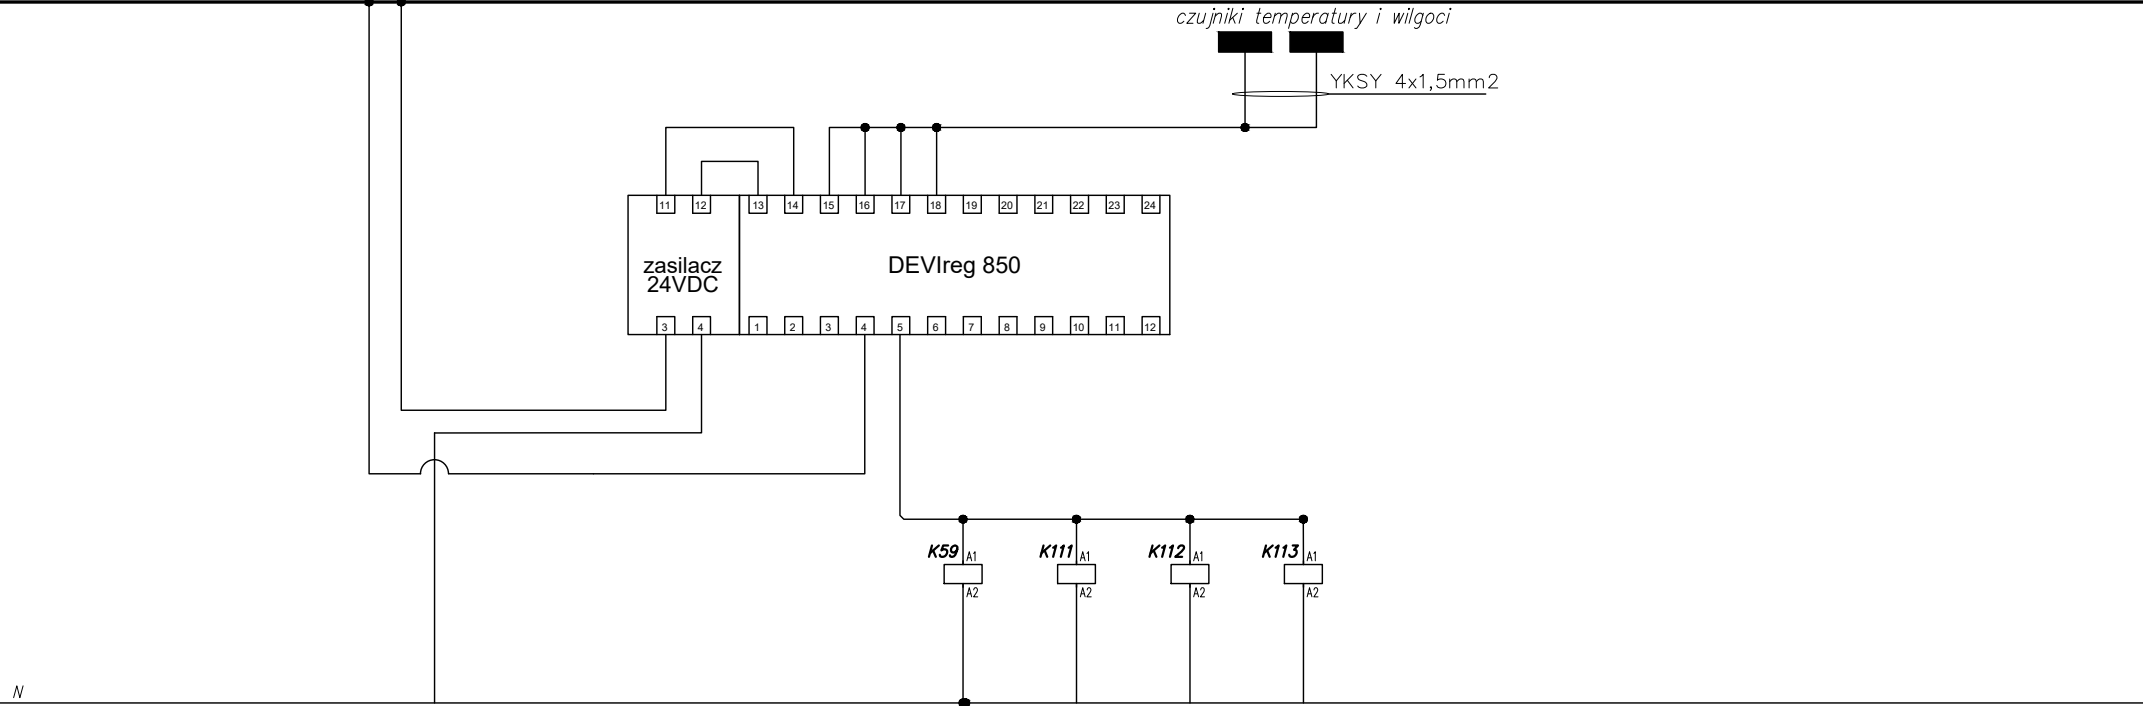 czujniki temperatury i wilgoci
YKSY 4x1,5mm2
11 12 13 14 15 16 17 18 19 20 21 22 23 24
zasilacz
24VDC
DEVIreg 850
3 4 1 2 3 4 5 6 7 8 9 10 11 12
K59 A1 K111 A1 K112 A1 K113 A1
A2 A2 A2 A2
N